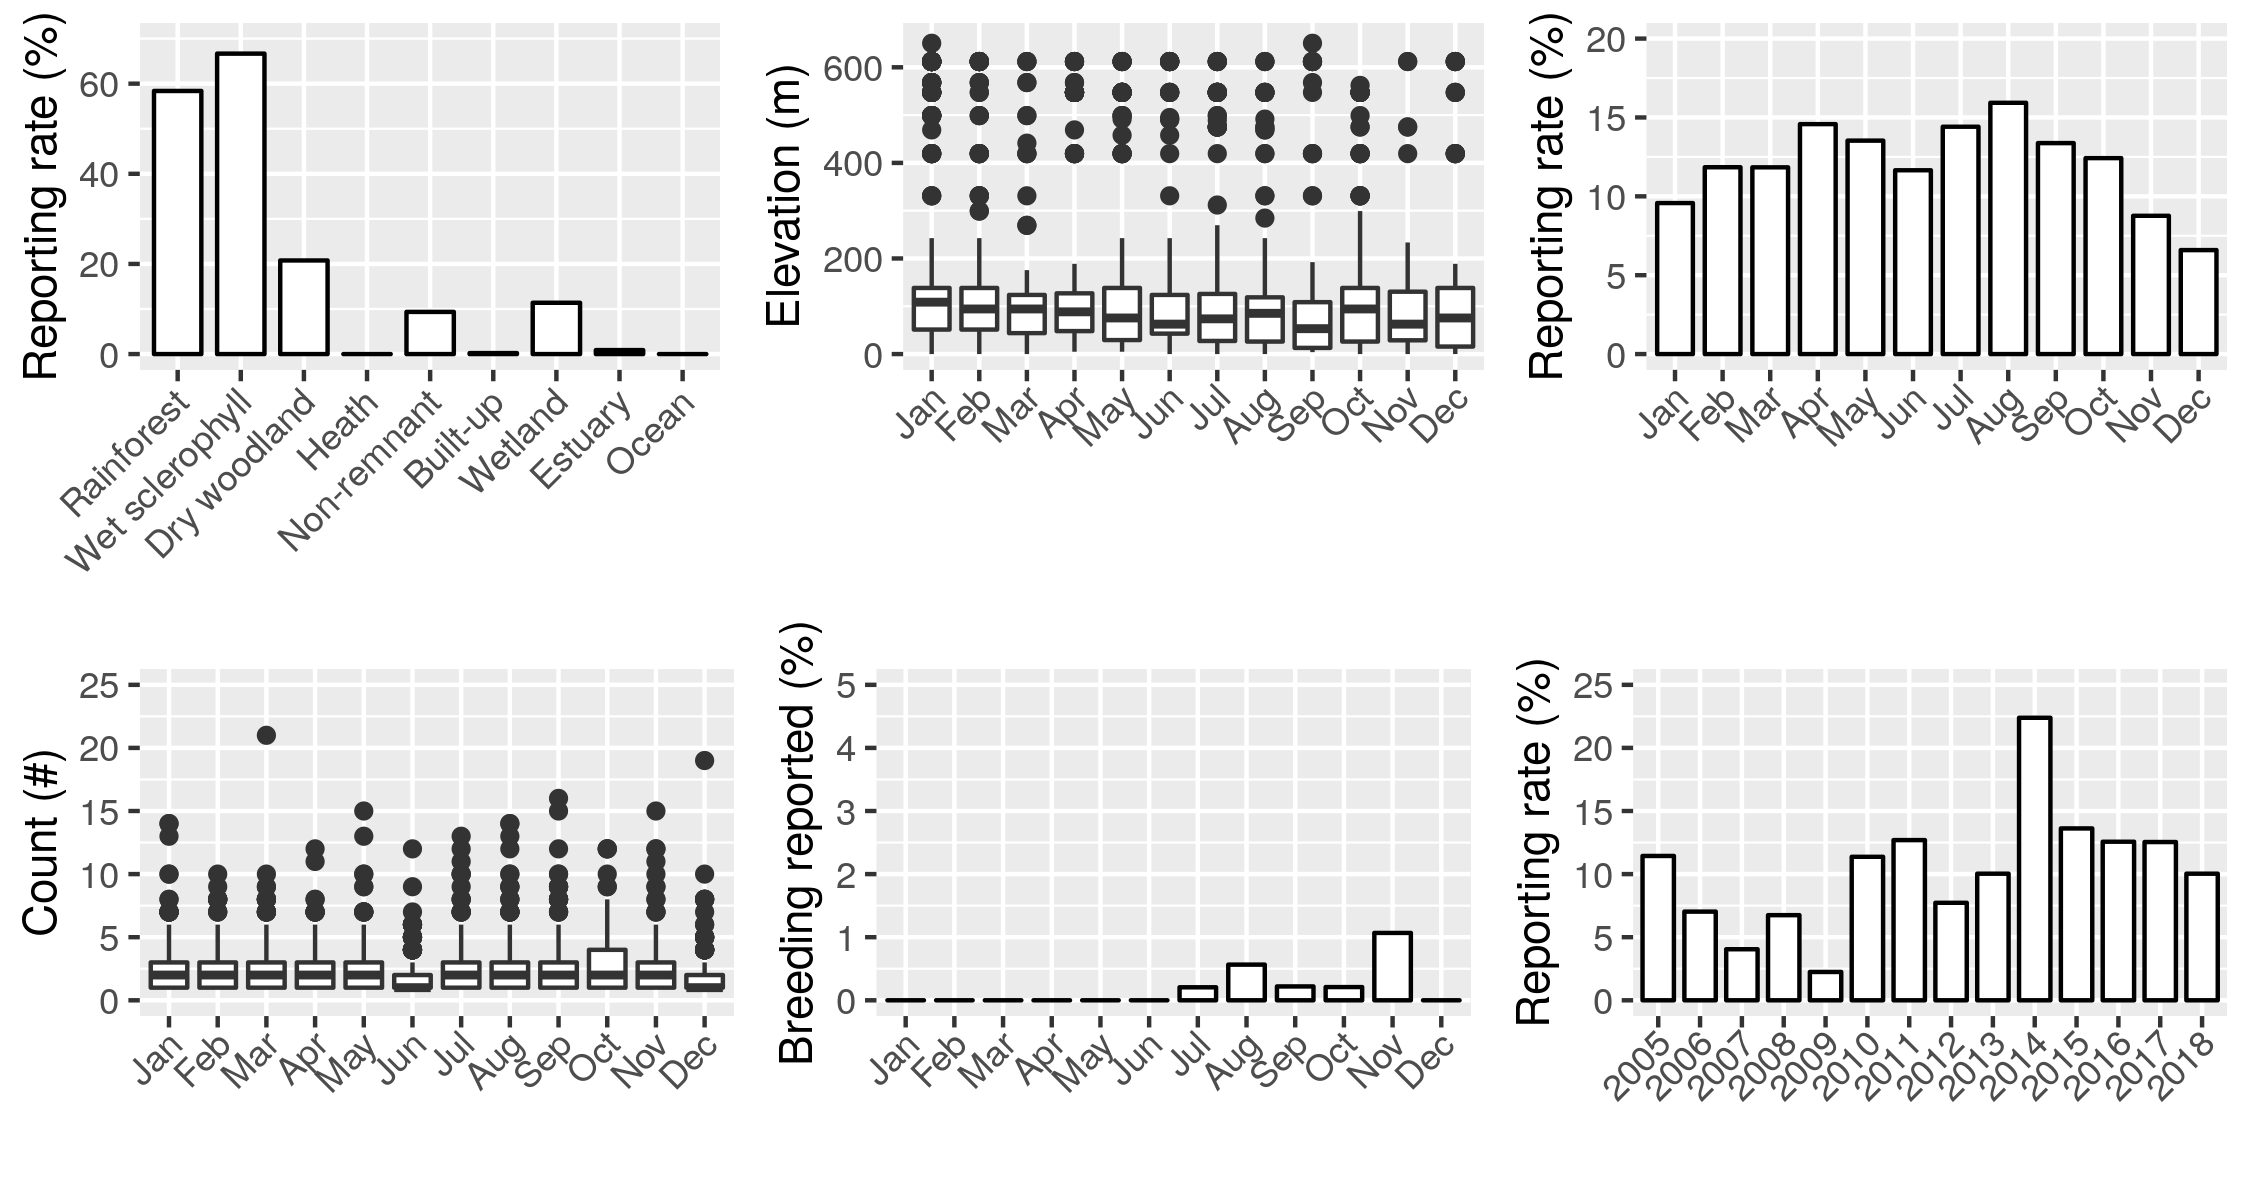 Reporting rate (%)
60
40
20
0
Rainforest
Wet sclerophyll
Dry woodland
Heath
Non-remnant
Built-up
Wetland
Estuary
Ocean
Elevation (m)
600
400
200
0
Jan
Feb
Mar
Apr
May
Jun
Jul
Aug
Sep
Oct
Nov
Dec
Reporting rate (%)
20
15
10
5
0
Jan
Feb
Mar
Apr
May
Jun
Jul
Aug
Sep
Oct
Nov
Dec
Count (#)
25
20
15
10
5
0
Jan
Feb
Mar
Apr
May
Jun
Jul
Aug
Sep
Oct
Nov
Dec
Breeding reported (%)
5
4
3
2
1
0
Jan
Feb
Mar
Apr
May
Jun
Jul
Aug
Sep
Oct
Nov
Dec
Reporting rate (%)
25
20
15
10
5
0
2005
2006
2007
2008
2009
2010
2011
2012
2013
2014
2015
2016
2017
2018